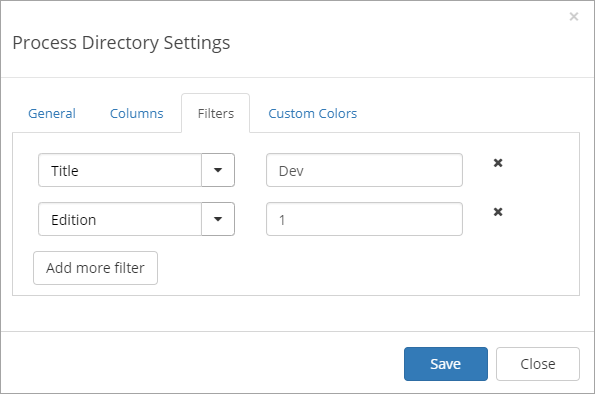 Process Directory Settings
General Columns Filters Custom Colors
Title Dev
Edition 1
Add more filter
Save Close